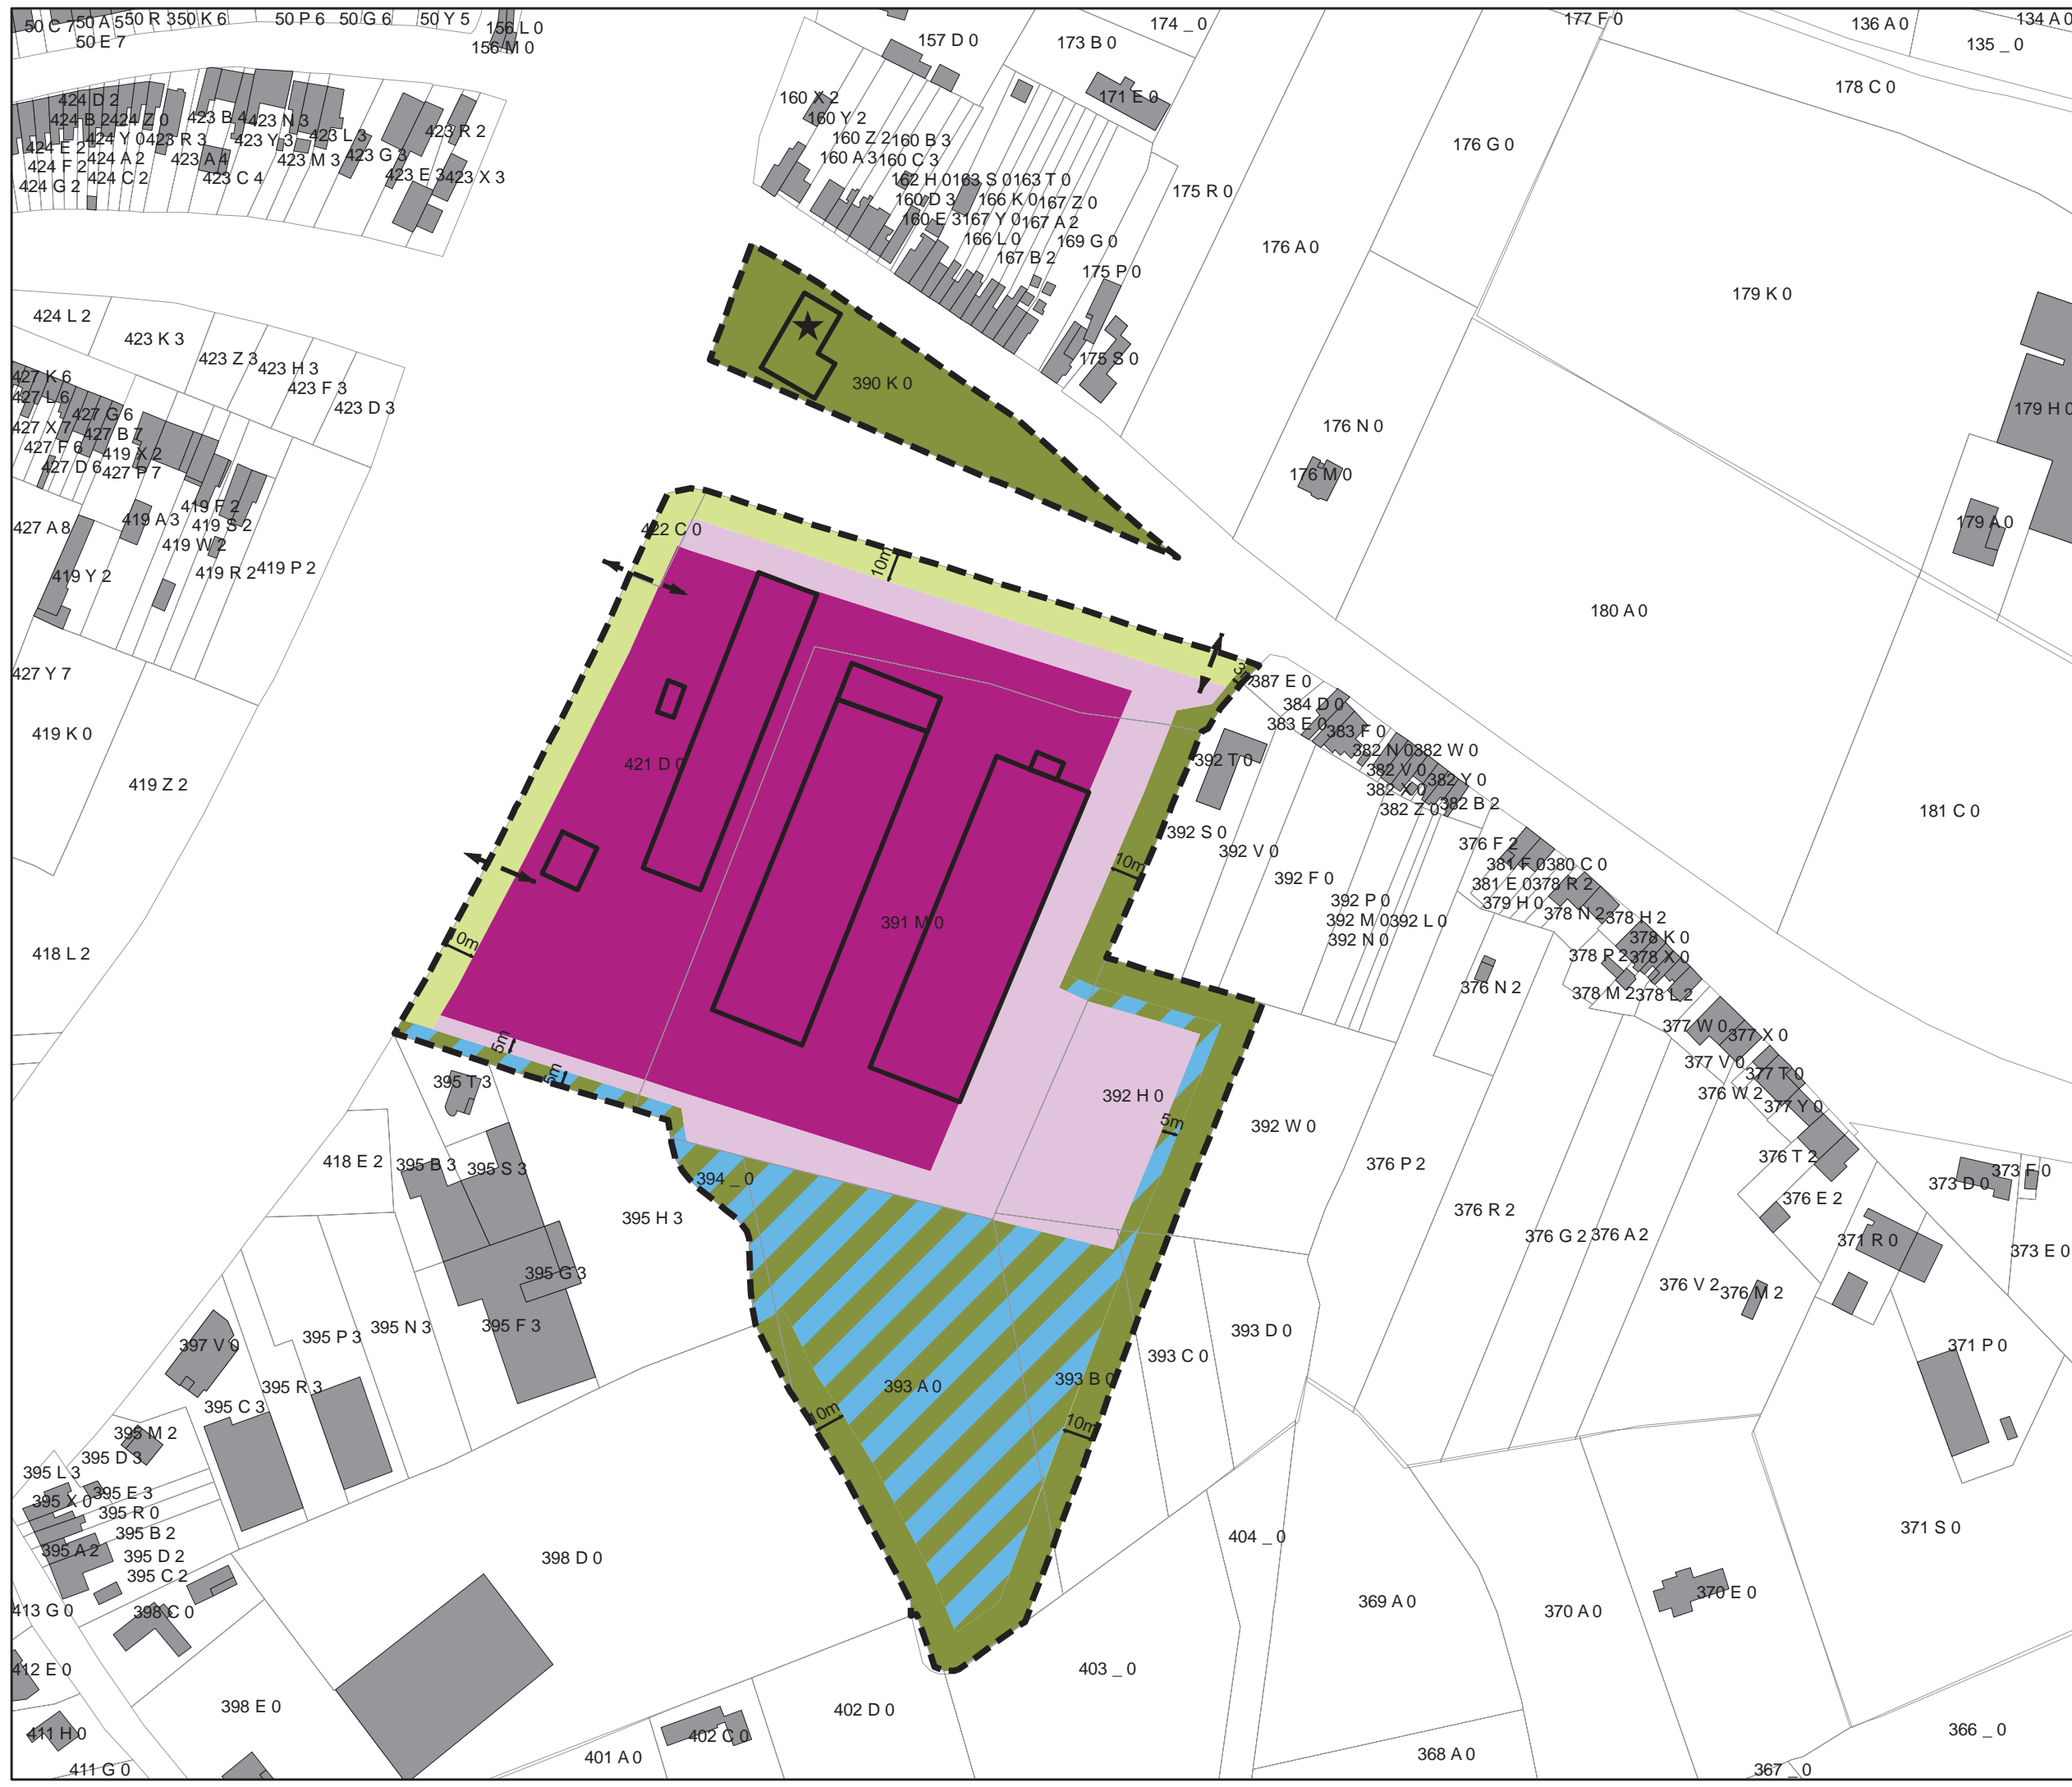 50 C 7
50 A 5
50 R 3
50 K 6
50 P 6
50 G 6
50 Y 5
156 L 0
50 E 7
156 M 0
157 D 0
173 B 0
174 _ 0
177 F 0
136 A 0
134 A 0
135 _ 0
178 C 0
424 D 2
424 B 2
424 Z 0
423 B 4
423 N 3
424 Y 0
423 R 3
423 Y 3
423 L 3
423 R 2
424 E 2
424 A 2
423 A 4
423 M 3
423 G 3
424 F 2
424 C 2
423 C 4
423 E 3
423 X 3
424 G 2
160 X 2
160 Y 2
171 E 0
160 Z 2
160 B 3
160 A 3
160 C 3
162 H 0
163 S 0
163 T 0
160 D 3
166 K 0
167 Z 0
160 E 3
167 Y 0
167 A 2
166 L 0
169 G 0
167 B 2
175 P 0
175 R 0
176 G 0
176 A 0
179 K 0
175 S 0
390 K 0
424 L 2
423 K 3
423 Z 3
423 H 3
423 F 3
423 D 3
427 K 6
427 L 6
427 G 6
427 X 7
427 B 7
427 F 6
419 X 2
427 D 6
427 P 7
419 F 2
427 A 8
419 A 3
419 S 2
419 W 2
419 Y 2
419 R 2
419 P 2
176 N 0
176 M 0
179 H 0
179 A 0
422 C 0
10m
180 A 0
427 Y 7
419 K 0
419 Z 2
421 D 0
3m
387 E 0
384 D 0
383 E 0
383 F 0
382 N 0
382 W 0
392 T 0
382 V 0
382 Y 0
382 X 0
382 B 2
382 Z 0
392 S 0
392 V 0
376 F 2
10m
392 F 0
381 F 0
380 C 0
381 E 0
378 R 2
392 P 0
379 H 0
392 M 0
392 L 0
378 N 2
378 H 2
391 M 0
392 N 0
378 K 0
378 P 2
378 X 0
181 C 0
418 L 2
10m
376 N 2
378 M 2
378 L 2
377 W 0
377 X 0
5m
5m
395 T 3
377 V 0
377 T 0
392 H 0
376 W 2
377 Y 0
5m
392 W 0
376 P 2
376 T 2
373 F 0
373 D 0
418 E 2
395 B 3
395 S 3
394 _ 0
376 E 2
395 H 3
376 R 2
376 G 2
376 A 2
371 R 0
373 E 0
395 G 3
376 V 2
376 M 2
397 V 0
395 P 3
395 N 3
395 F 3
393 D 0
371 P 0
393 C 0
393 A 0
393 B 0
395 R 3
395 C 3
10m
10m
395 M 2
395 D 3
395 L 3
395 E 3
395 X 0
395 R 0
395 B 2
395 A 2
395 D 2
395 C 2
398 D 0
404 _ 0
371 S 0
413 G 0
398 C 0
369 A 0
370 A 0
370 E 0
412 E 0
403 _ 0
398 E 0
402 D 0
411 H 0
402 C 0
366 _ 0
401 A 0
368 A 0
411 G 0
367 _ 0